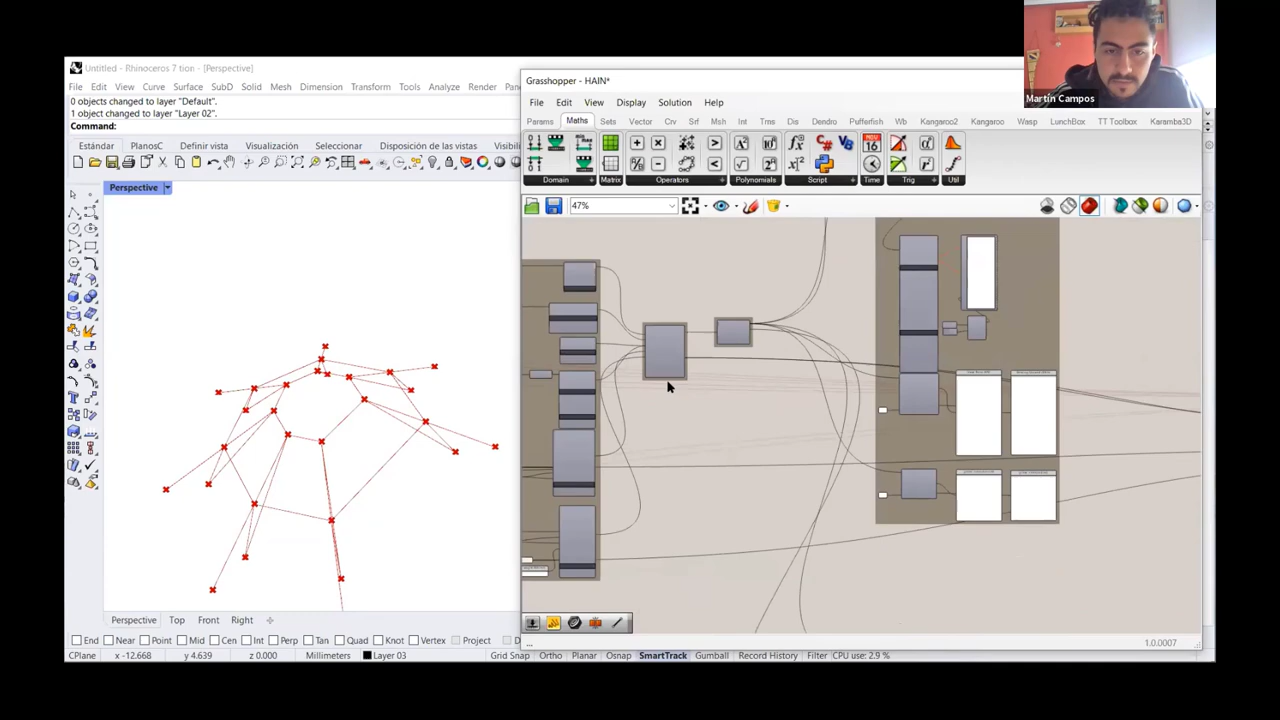 Martín Campos
Untitled - Rhinoceros 7 tion - [Perspective]
File Edit View Curve Surface SubD Solid Mesh Dimension Transform Tools Analyze Render Pan
0 objects changed to layer "Default".
1 object changed to layer "Layer 02".
Command:
Estándar PlanosC Definir vista Visualización Seleccionar Disposición de las vistas Visibili
Perspective
Grasshopper - HAIN*
File Edit View Display Solution Help
Params Maths Sets Vector Crv Srf Msh Int Trns Dis Dendro Pufferfish Wb Kangaroo2 Kangaroo Wasp LunchBox TT Toolbox Karamba3D
Domain Matrix Operators Polynomials Script Time Trig Util
47%
1.0.0007
Perspective Top Front Right
End Near Point Mid Cen Int Perp Tan Quad Knot Vertex Project
CPlane x -12.668 y 4.639 z 0.000 Millimeters Layer 03 Grid Snap Ortho Planar Osnap SmartTrack Gumball Record History Filter CPU use: 2.9 %